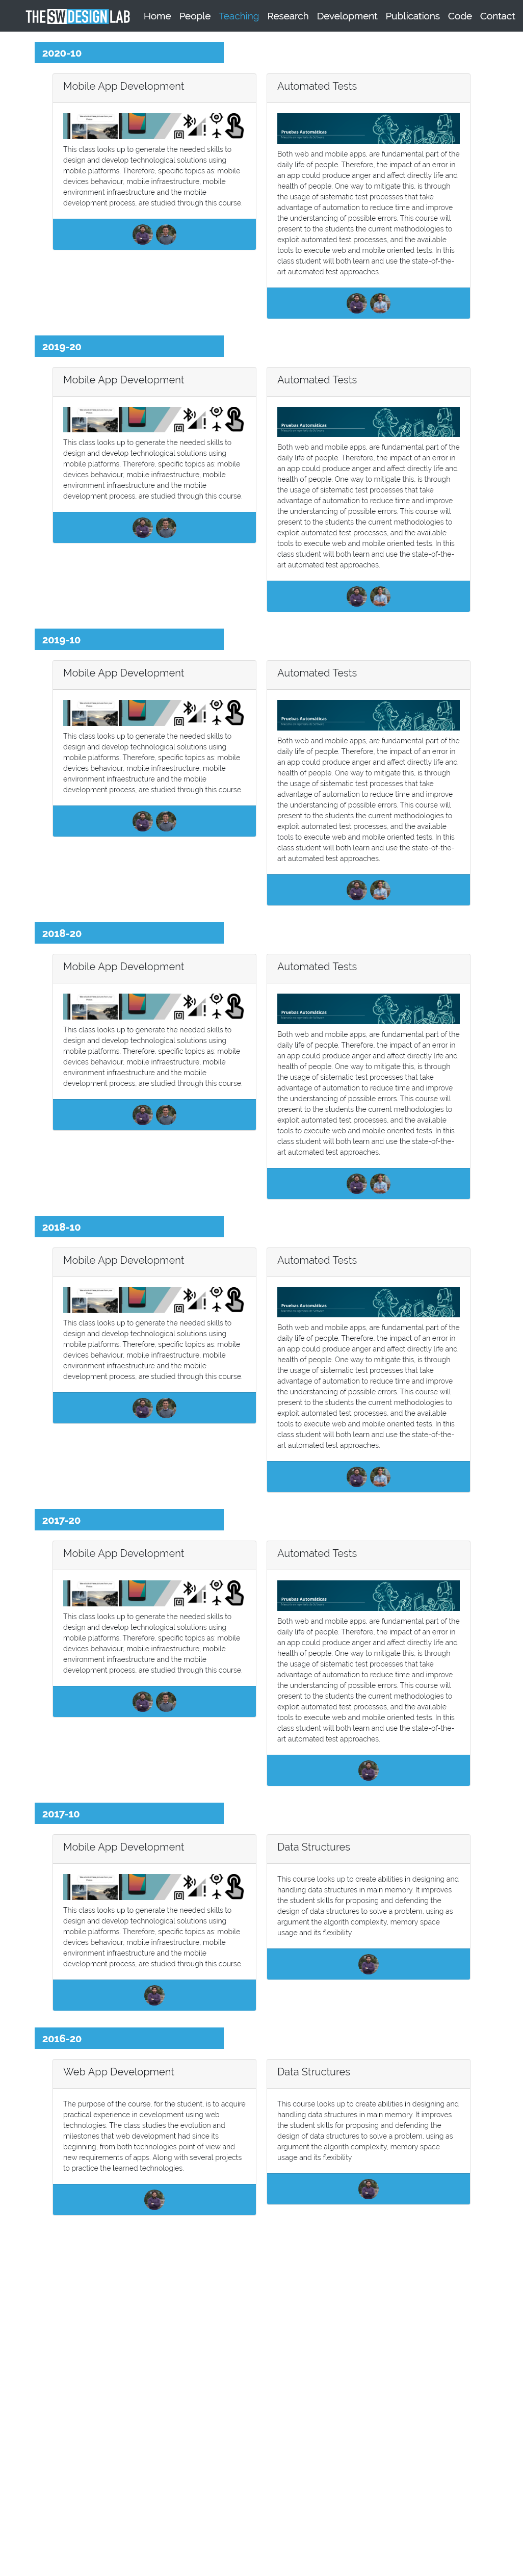 THE SW DESIGN LAB Home People Teaching Research Development Publications Code Contact
2020-10
Mobile App Development
This class looks up to generate the needed skills to
design and develop technological solutions using
mobile platforms. Therefore, specific topics as: mobile
devices behaviour, mobile infraestructure, mobile
environment infraestructure and the mobile
development process, are studied through this course.
Automated Tests
Pruebas Automáticas
Both web and mobile apps, are fundamental part of the
daily life of people. Therefore, the impact of an error in
an app could produce anger and affect directly life and
health of people. One way to mitigate this, is through
the usage of sistematic test processes that take
advantage of automation to reduce time and improve
the understanding of possible errors. This course will
present to the students the current methodologies to
exploit automated test processes, and the available
tools to execute web and mobile oriented tests. In this
class student will both learn and use the state-of-the-
art automated test approaches.
2019-20
Mobile App Development
This class looks up to generate the needed skills to
design and develop technological solutions using
mobile platforms. Therefore, specific topics as: mobile
devices behaviour, mobile infraestructure, mobile
environment infraestructure and the mobile
development process, are studied through this course.
Automated Tests
Pruebas Automáticas
Both web and mobile apps, are fundamental part of the
daily life of people. Therefore, the impact of an error in
an app could produce anger and affect directly life and
health of people. One way to mitigate this, is through
the usage of sistematic test processes that take
advantage of automation to reduce time and improve
the understanding of possible errors. This course will
present to the students the current methodologies to
exploit automated test processes, and the available
tools to execute web and mobile oriented tests. In this
class student will both learn and use the state-of-the-
art automated test approaches.
2019-10
Mobile App Development
This class looks up to generate the needed skills to
design and develop technological solutions using
mobile platforms. Therefore, specific topics as: mobile
devices behaviour, mobile infraestructure, mobile
environment infraestructure and the mobile
development process, are studied through this course.
Automated Tests
Pruebas Automáticas
Both web and mobile apps, are fundamental part of the
daily life of people. Therefore, the impact of an error in
an app could produce anger and affect directly life and
health of people. One way to mitigate this, is through
the usage of sistematic test processes that take
advantage of automation to reduce time and improve
the understanding of possible errors. This course will
present to the students the current methodologies to
exploit automated test processes, and the available
tools to execute web and mobile oriented tests. In this
class student will both learn and use the state-of-the-
art automated test approaches.
2018-20
Mobile App Development
This class looks up to generate the needed skills to
design and develop technological solutions using
mobile platforms. Therefore, specific topics as: mobile
devices behaviour, mobile infraestructure, mobile
environment infraestructure and the mobile
development process, are studied through this course.
Automated Tests
Pruebas Automáticas
Both web and mobile apps, are fundamental part of the
daily life of people. Therefore, the impact of an error in
an app could produce anger and affect directly life and
health of people. One way to mitigate this, is through
the usage of sistematic test processes that take
advantage of automation to reduce time and improve
the understanding of possible errors. This course will
present to the students the current methodologies to
exploit automated test processes, and the available
tools to execute web and mobile oriented tests. In this
class student will both learn and use the state-of-the-
art automated test approaches.
2018-10
Mobile App Development
This class looks up to generate the needed skills to
design and develop technological solutions using
mobile platforms. Therefore, specific topics as: mobile
devices behaviour, mobile infraestructure, mobile
environment infraestructure and the mobile
development process, are studied through this course.
Automated Tests
Pruebas Automáticas
Both web and mobile apps, are fundamental part of the
daily life of people. Therefore, the impact of an error in
an app could produce anger and affect directly life and
health of people. One way to mitigate this, is through
the usage of sistematic test processes that take
advantage of automation to reduce time and improve
the understanding of possible errors. This course will
present to the students the current methodologies to
exploit automated test processes, and the available
tools to execute web and mobile oriented tests. In this
class student will both learn and use the state-of-the-
art automated test approaches.
2017-20
Mobile App Development
This class looks up to generate the needed skills to
design and develop technological solutions using
mobile platforms. Therefore, specific topics as: mobile
devices behaviour, mobile infraestructure, mobile
environment infraestructure and the mobile
development process, are studied through this course.
Automated Tests
Pruebas Automáticas
Both web and mobile apps, are fundamental part of the
daily life of people. Therefore, the impact of an error in
an app could produce anger and affect directly life and
health of people. One way to mitigate this, is through
the usage of sistematic test processes that take
advantage of automation to reduce time and improve
the understanding of possible errors. This course will
present to the students the current methodologies to
exploit automated test processes, and the available
tools to execute web and mobile oriented tests. In this
class student will both learn and use the state-of-the-
art automated test approaches.
2017-10
Mobile App Development
This class looks up to generate the needed skills to
design and develop technological solutions using
mobile platforms. Therefore, specific topics as: mobile
devices behaviour, mobile infraestructure, mobile
environment infraestructure and the mobile
development process, are studied through this course.
Data Structures
This course looks up to create abilities in designing and
handling data structures in main memory. It improves
the student skills for proposing and defending the
design of data structures to solve a problem, using as
argument the algorith complexity, memory space
usage and its flexibility
2016-20
Web App Development
The purpose of the course, for the student, is to acquire
practical experience in development using web
technologies. The class studies the evolution and
milestones that web development had since its
beginning, from both technologies point of view and
new requirements of apps. Along with several projects
to practice the learned technologies.
Data Structures
This course looks up to create abilities in designing and
handling data structures in main memory. It improves
the student skills for proposing and defending the
design of data structures to solve a problem, using as
argument the algorith complexity, memory space
usage and its flexibility